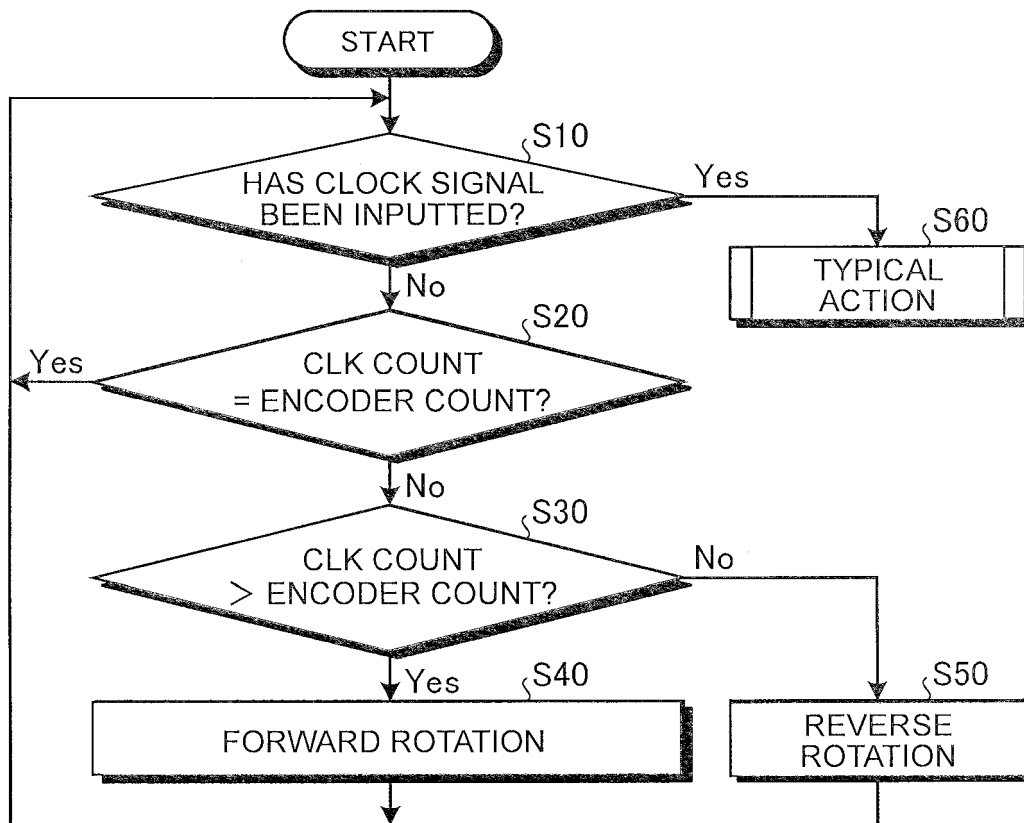 START
S10
HAS CLOCK SIGNAL
BEEN INPUTTED?
Yes
S60
TYPICAL
ACTION
No
S20
CLK COUNT
= ENCODER COUNT?
Yes
No
S30
CLK COUNT
> ENCODER COUNT?
No
Yes
S40
FORWARD ROTATION
S50
REVERSE
ROTATION